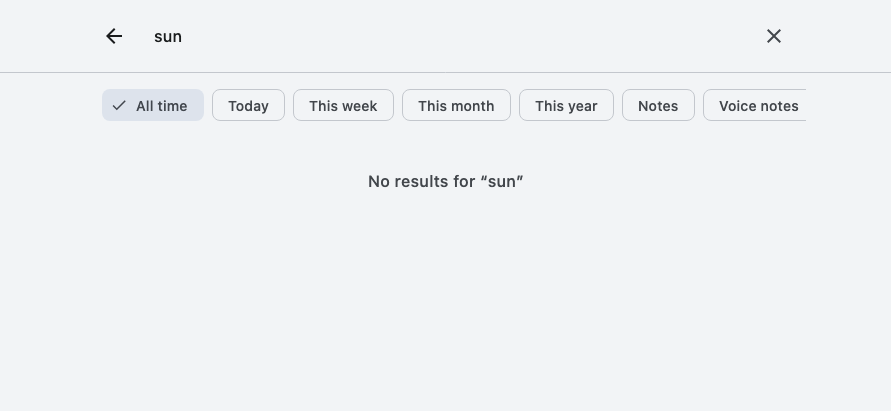 sun
All time Today This week This month This year Notes Voice notes
No results for “sun”